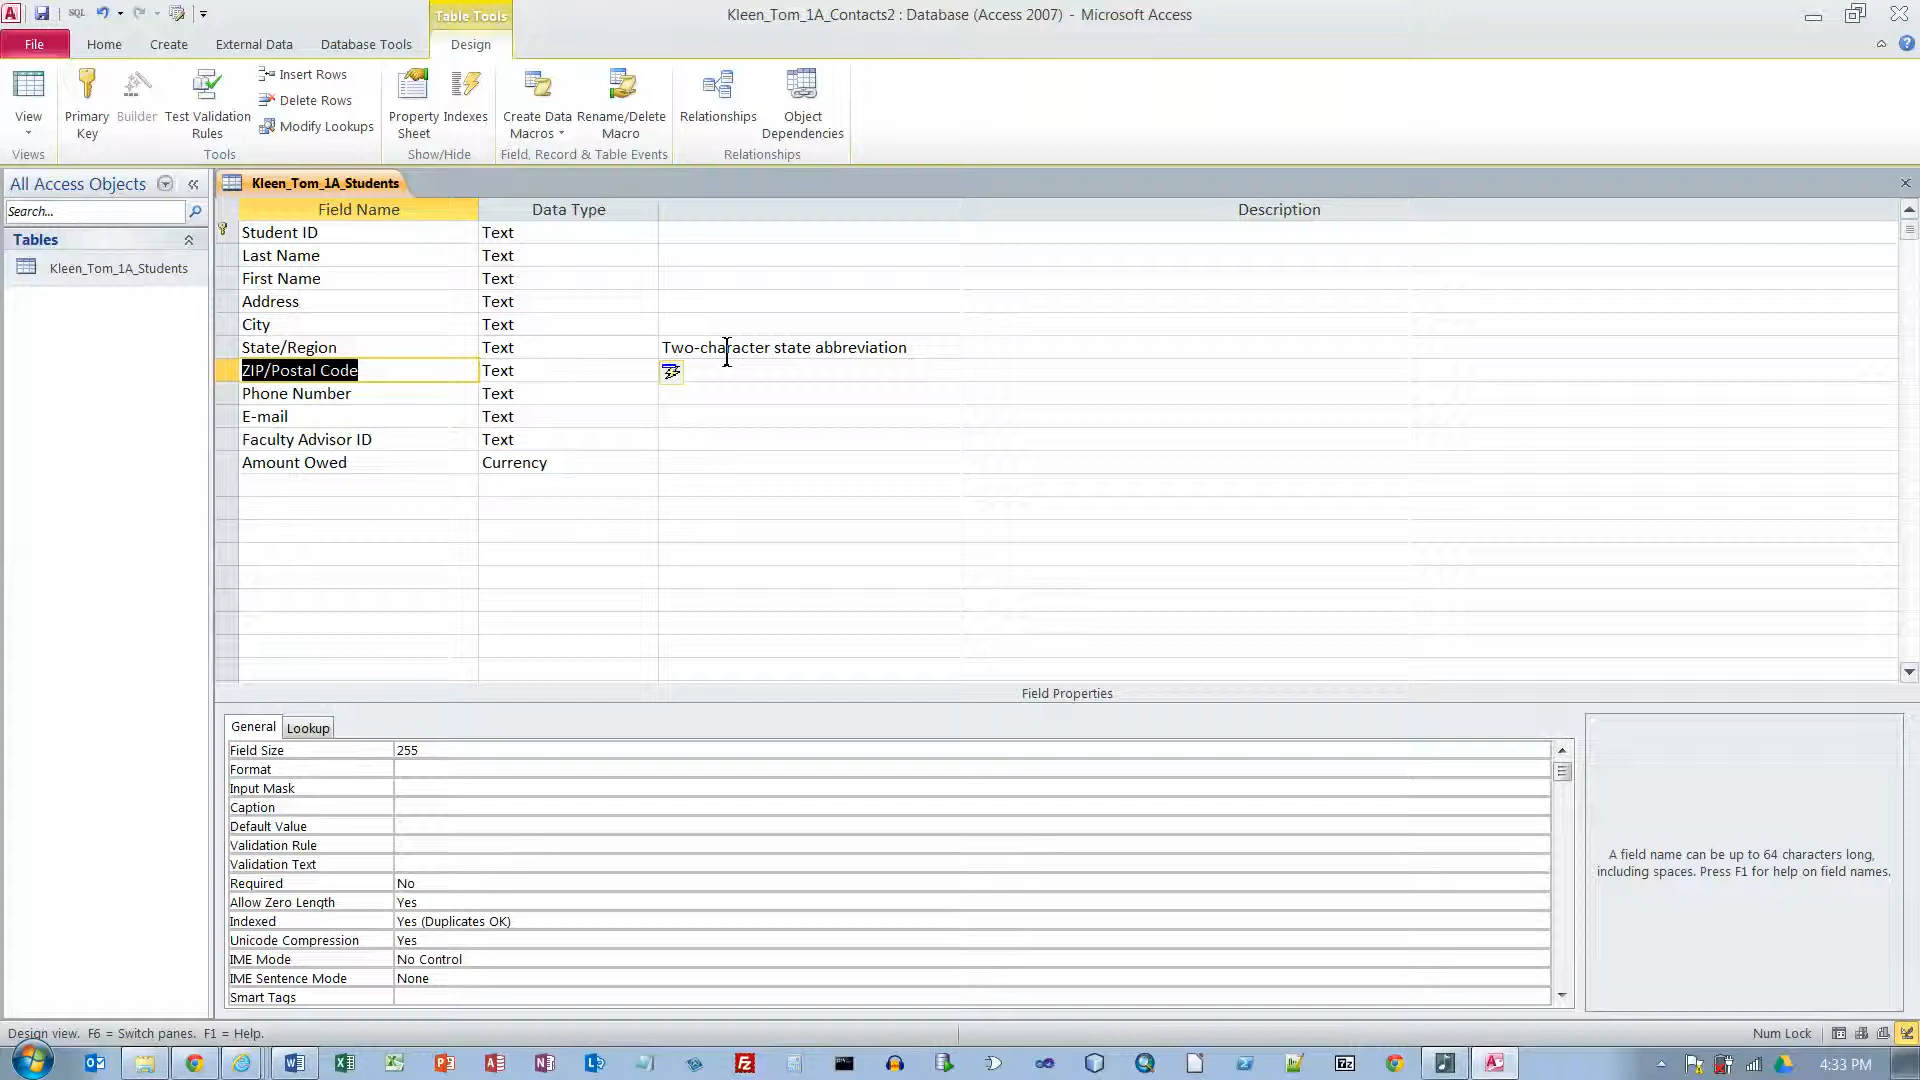 SQL
Table Tools
Kleen_Tom_1A_Contacts2 : Database (Access 2007) - Microsoft Access
File
Home
Create
External Data
Database Tools
Design
View
Primary Key
Builder
Test Validation Rules
Insert Rows
Delete Rows
Modify Lookups
Property Sheet
Indexes
Create Data Macros
Rename/Delete Macro
Relationships
Object Dependencies
Views
Tools
Show/Hide
Field, Record & Table Events
Relationships
All Access Objects
Search...
Tables
Kleen_Tom_1A_Students
Kleen_Tom_1A_Students
Field Name Data Type Description
Student ID Text
Last Name Text
First Name Text
Address Text
City Text
State/Region Text Two-character state abbreviation
ZIP/Postal Code Text
Phone Number Text
E-mail Text
Faculty Advisor ID Text
Amount Owed Currency
Field Properties
General
Lookup
Field Size 255
Format
Input Mask
Caption
Default Value
Validation Rule
Validation Text
Required No
Allow Zero Length Yes
Indexed Yes (Duplicates OK)
Unicode Compression Yes
IME Mode No Control
IME Sentence Mode None
Smart Tags
A field name can be up to 64 characters long,
including spaces. Press F1 for help on field names.
Design view. F6 = Switch panes. F1 = Help.
Num Lock
4:33 PM